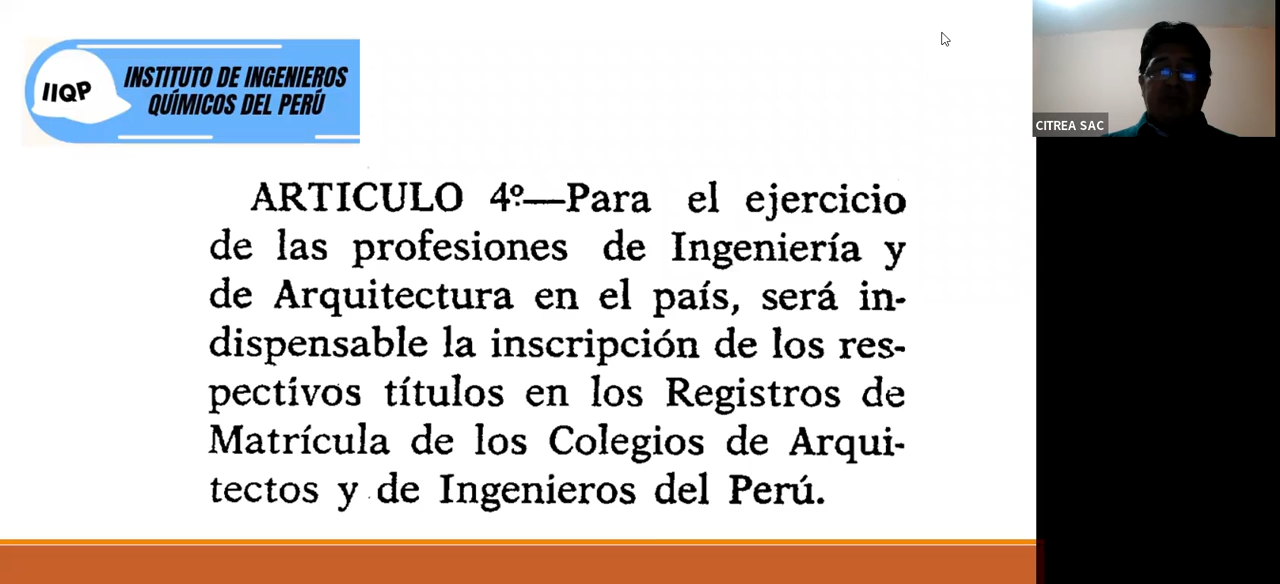 IIQP
INSTITUTO DE INGENIEROS
QUÍMICOS DEL PERÚ
CITREA SAC
ARTICULO 4º—Para el ejercicio
de las profesiones de Ingeniería y
de Arquitectura en el país, será in-
dispensable la inscripción de los res-
pectivos títulos en los Registros de
Matrícula de los Colegios de Arqui-
tectos y de Ingenieros del Perú.